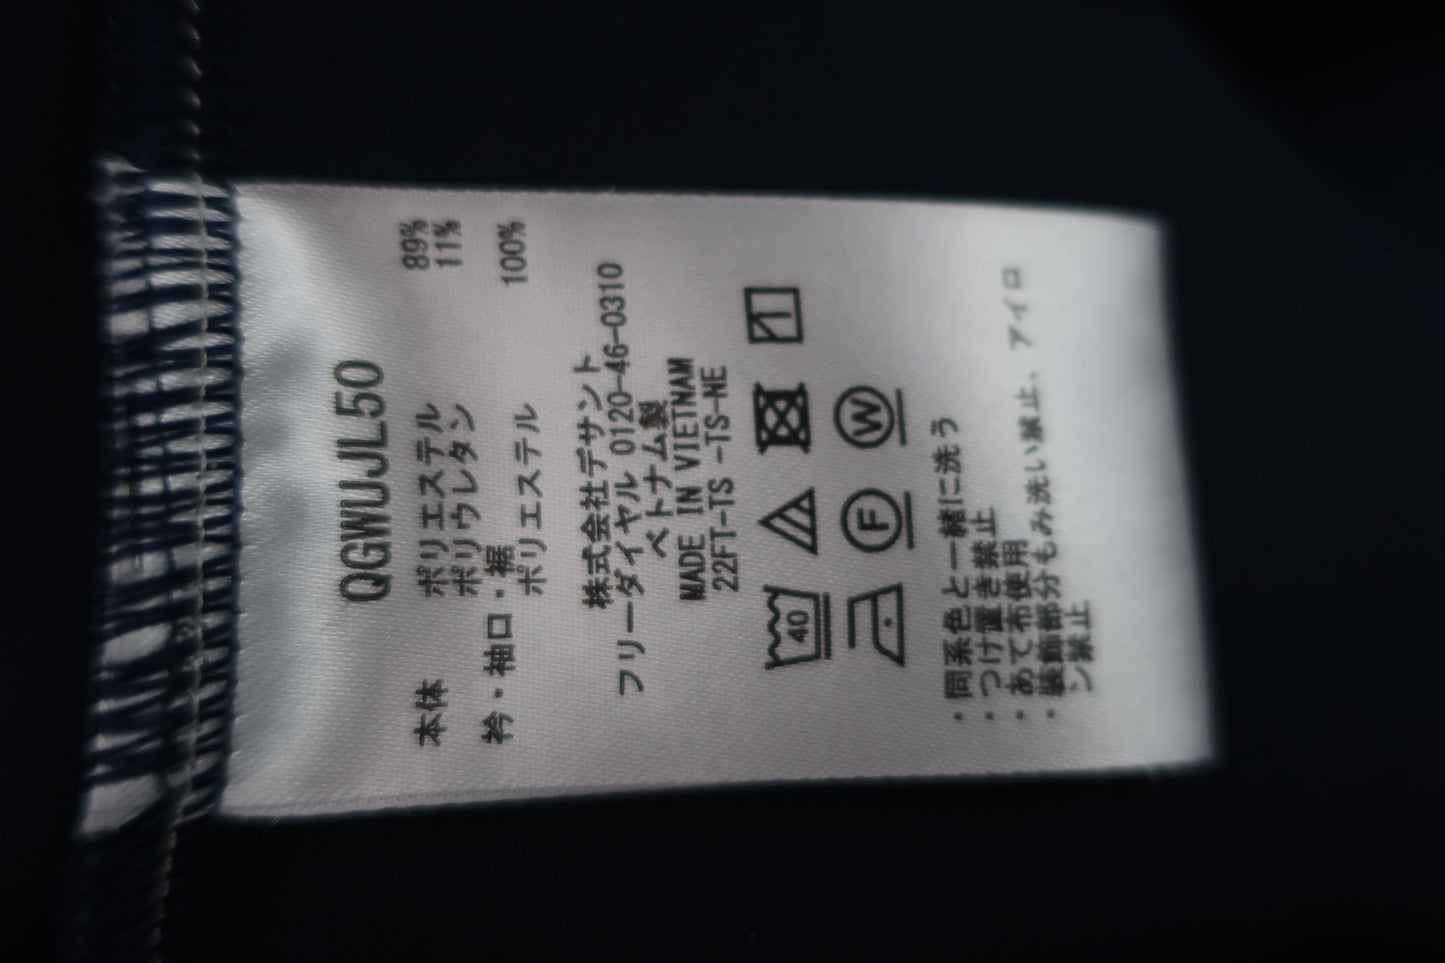 QGWUJL50
本体 ポリエステル 89%
ポリウレタン 11%
衿・袖口・裾
ポリエステル 100%
株式会社デサント
フリーダイヤル 0120-46-0310
ベトナム製
MADE IN VIETNAM
22FT-TS -TS-NE
40
F W
・同系色と一緒に洗う
・つけ置き禁止
・あて布使用
・装飾部分もみ洗い禁止、アイロ
ン禁止